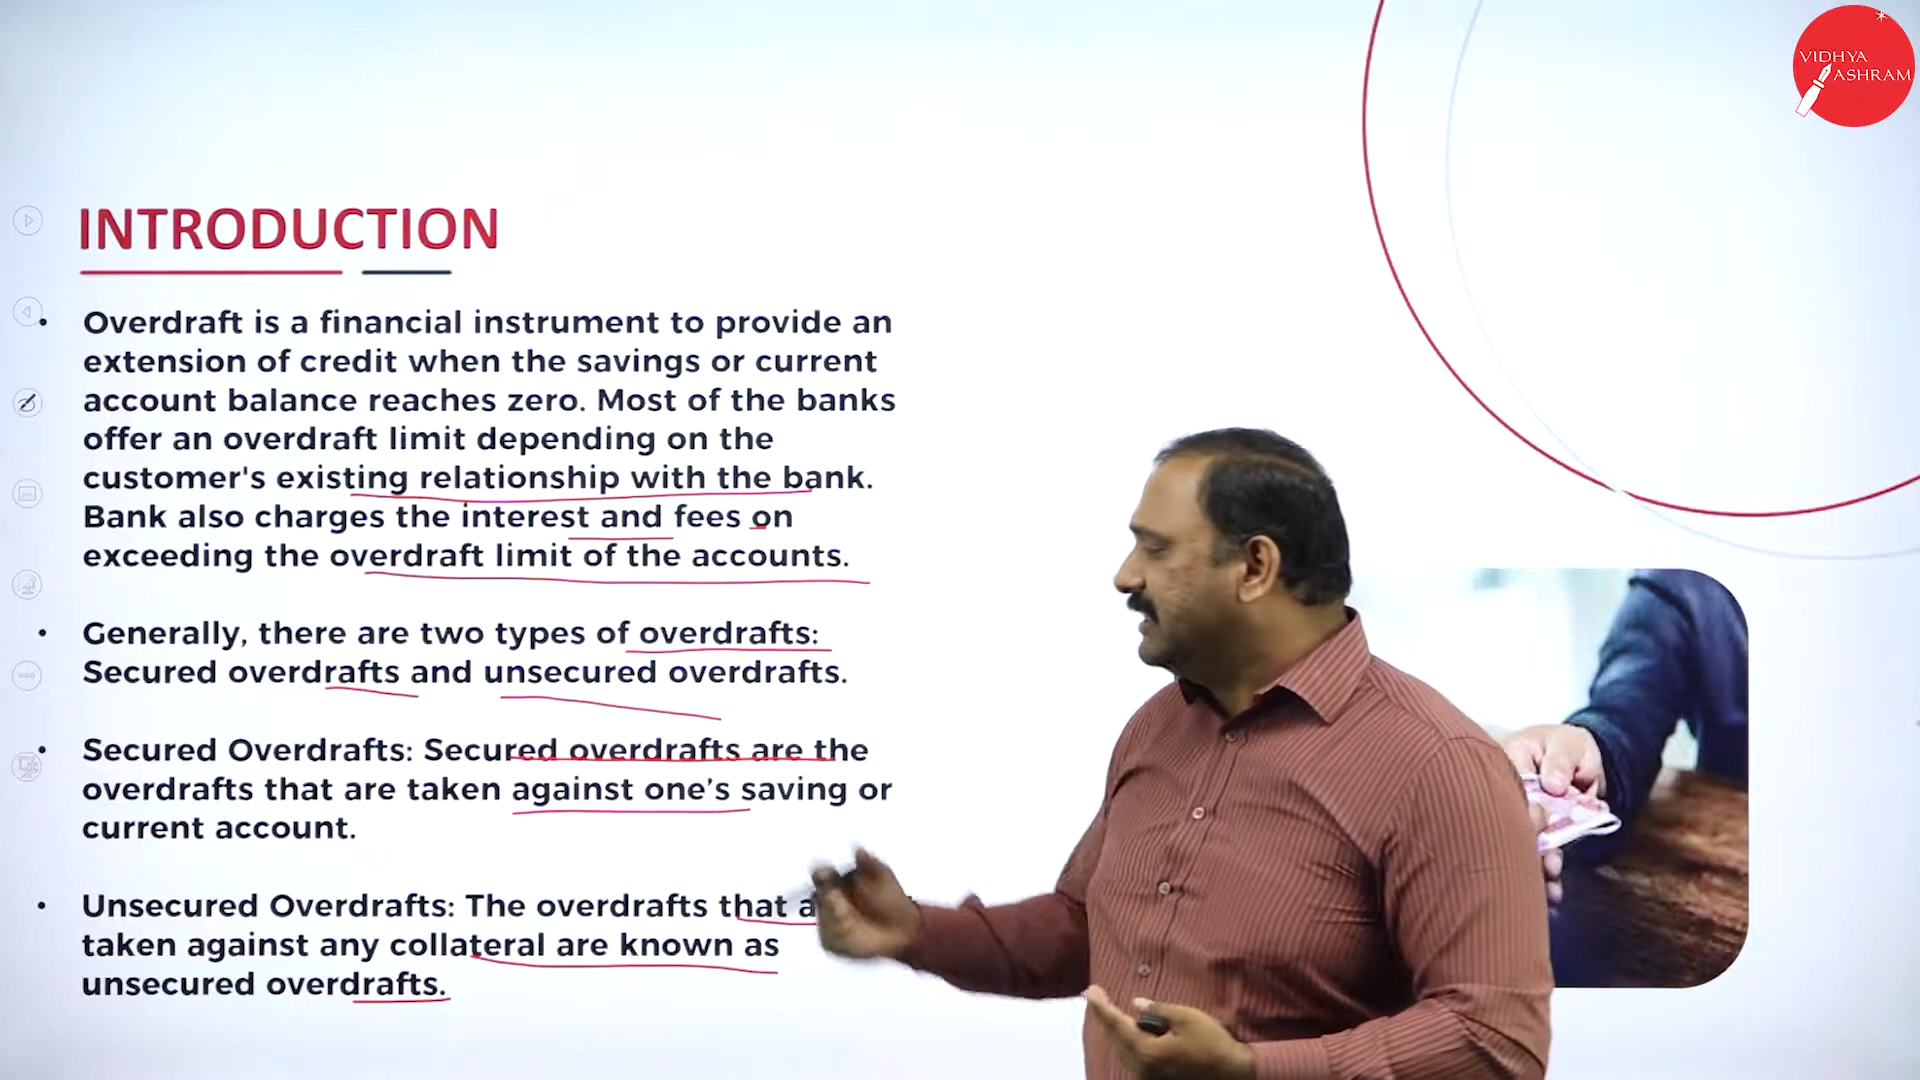 VIDHYA
ASHRAM
INTRODUCTION
• Overdraft is a financial instrument to provide an
extension of credit when the savings or current
account balance reaches zero. Most of the banks
offer an overdraft limit depending on the
customer's existing relationship with the bank.
Bank also charges the interest and fees on
exceeding the overdraft limit of the accounts.
• Generally, there are two types of overdrafts:
Secured overdrafts and unsecured overdrafts.
• Secured Overdrafts: Secured overdrafts are the
overdrafts that are taken against one's saving or
current account.
• Unsecured Overdrafts: The overdrafts that
taken against any collateral are known as
unsecured overdrafts.